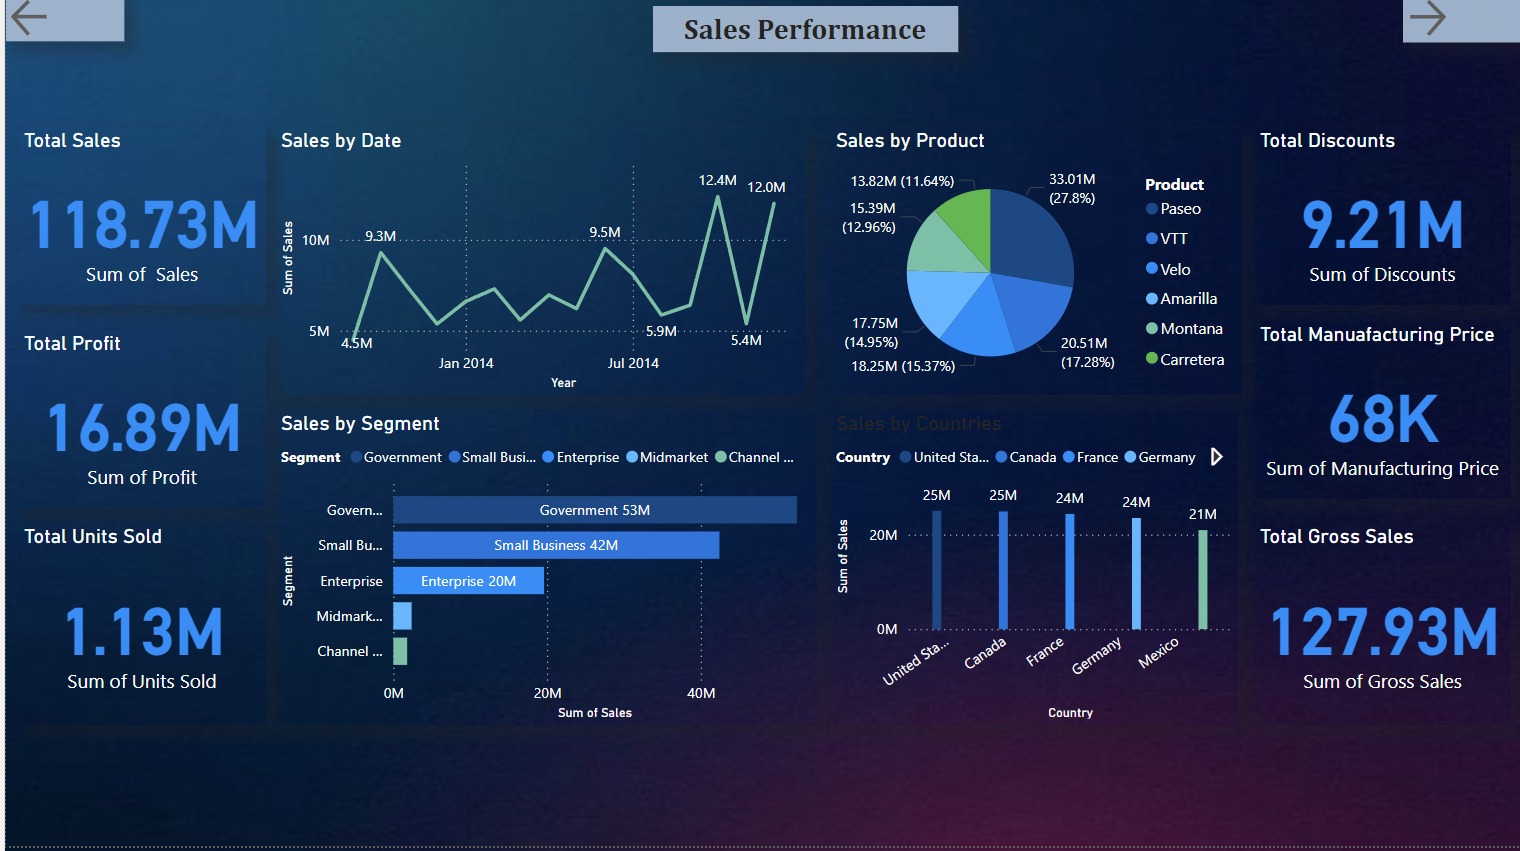 Sales Performance
Total Sales
118.73M
Sum of  Sales
Total Profit
16.89M
Sum of Profit
Total Units Sold
1.13M
Sum of Units Sold
Sales by Date
Sum of Sales
10M
5M
9.3M
4.5M
9.5M
5.9M
12.4M
12.0M
5.4M
Jan 2014
Jul 2014
Year
Sales by Segment
Segment Government Small Busi... Enterprise Midmarket Channel ...
Segment
Govern...
Government 53M
Small Bu...
Small Business 42M
Enterprise
Enterprise 20M
Midmark...
Channel ...
0M 20M 40M
Sum of Sales
Sales by Product
13.82M (11.64%)
33.01M
(27.8%)
15.39M
(12.96%)
17.75M
(14.95%)
18.25M (15.37%)
20.51M
(17.28%)
Product
Paseo
VTT
Velo
Amarilla
Montana
Carretera
Sales by Countries
Country United Sta... Canada France Germany
Sum of Sales
20M
0M
25M 25M 24M 24M 21M
United Sta... Canada France Germany Mexico
Country
Total Discounts
9.21M
Sum of Discounts
Total Manuafacturing Price
68K
Sum of Manufacturing Price
Total Gross Sales
127.93M
Sum of Gross Sales